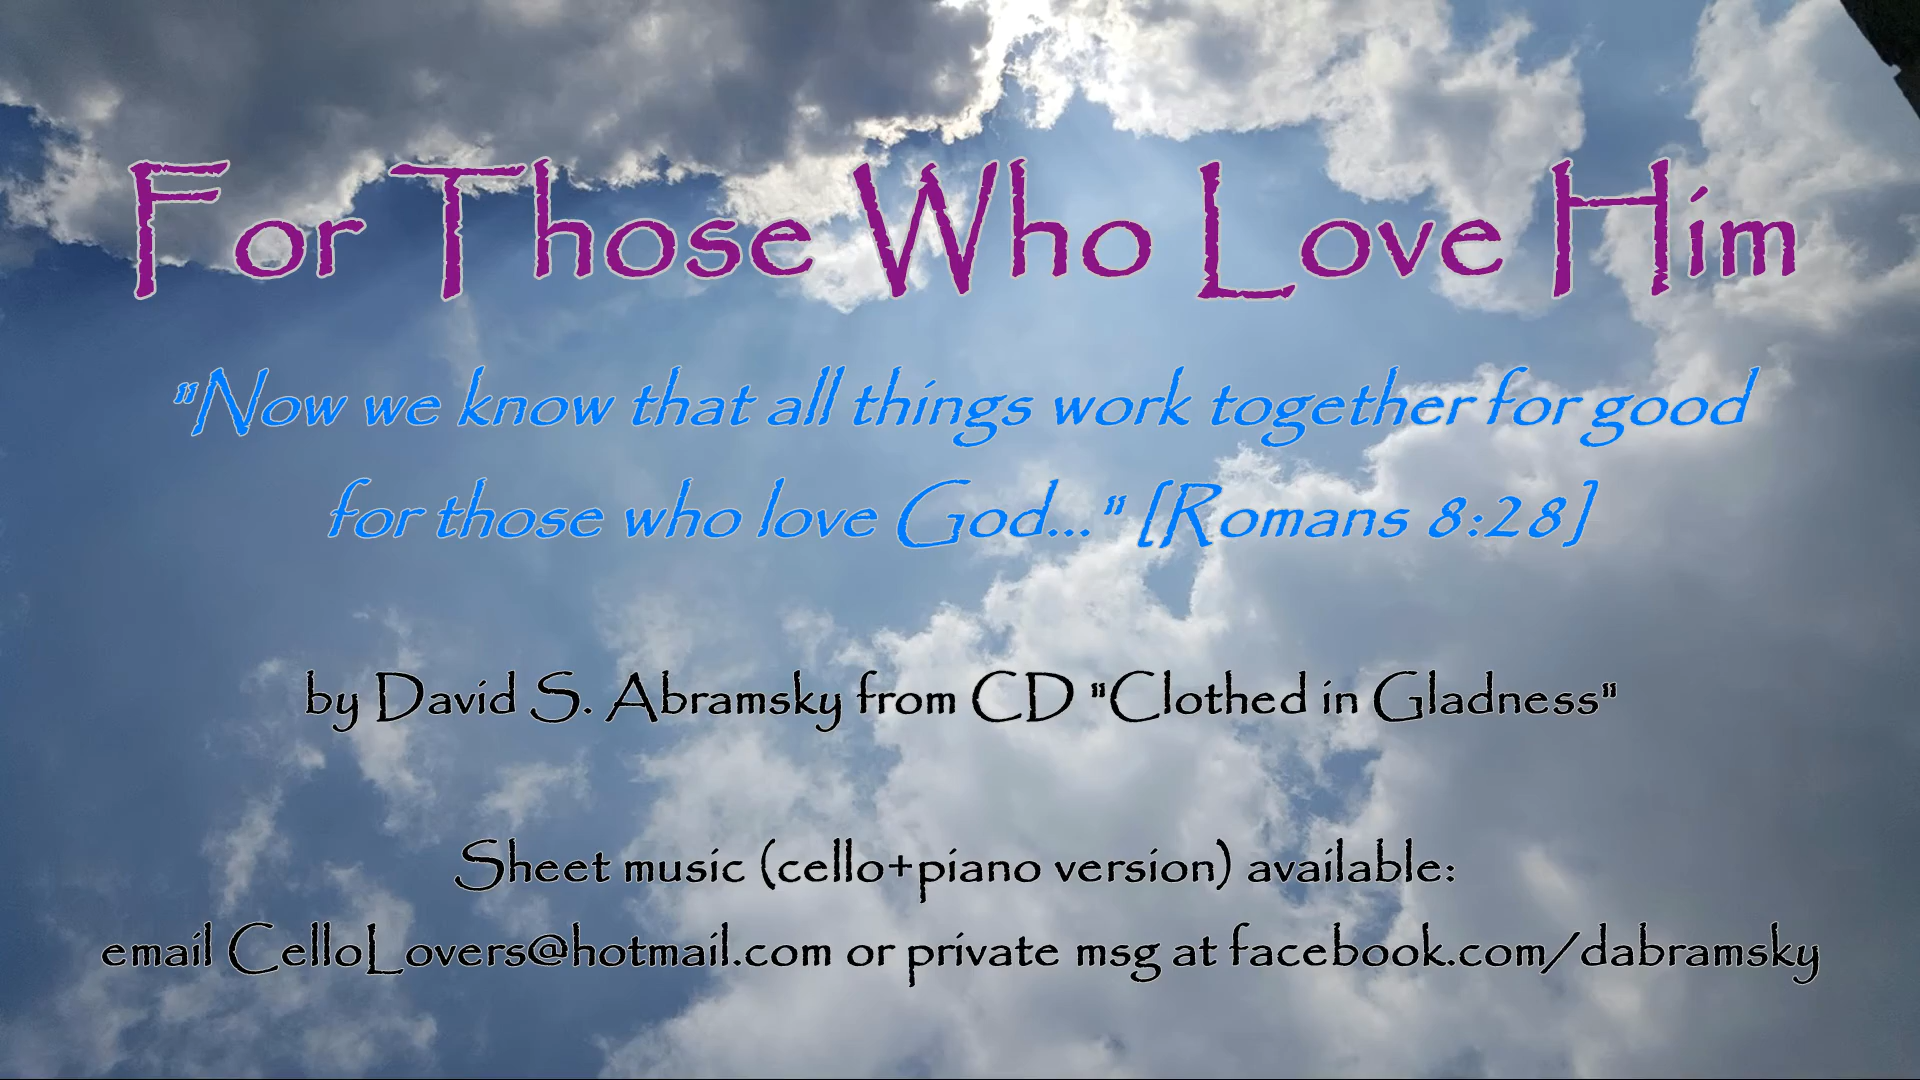 For Those Who Love Him
"Now we know that all things work together for good
for those who love God..." [Romans 8:28]
by David S. Abramsky from CD "Clothed in Gladness"
Sheet music (cello+piano version) available:
email CelloLovers@hotmail.com or private msg at facebook.com/dabramsky